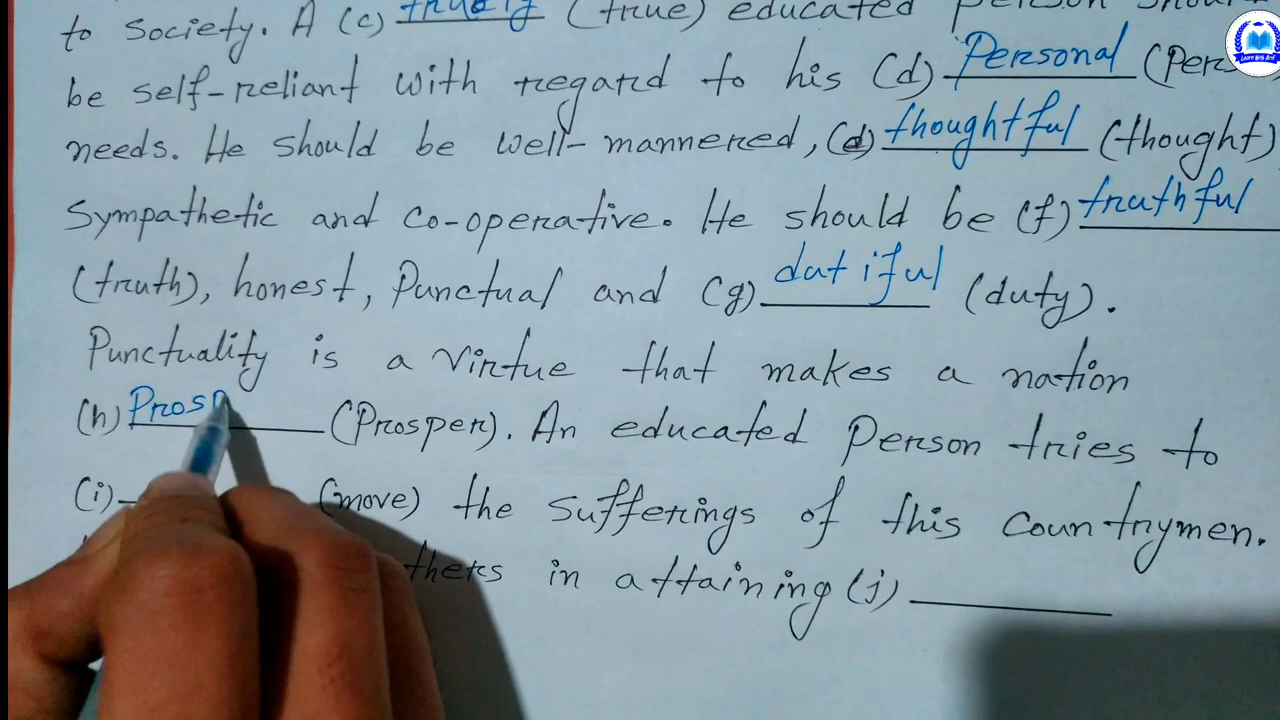 to society. A (c) truely (true) educated person
be self-reliant with regard to his (d) Personal
needs. He should be well-mannered, (d) thoughtful (thought)
Sympathetic and co-operative. He should be (f) truthful
(truth), honest, Punctual and (g) dutiful (duty).
Punctuality is a virtue that makes a nation
(h) Prosp (Prosper). An educated Person tries to
(i) (move) the sufferings of this countrymen.
in attaining (j)